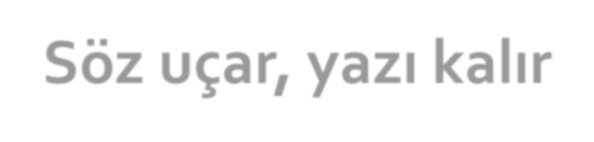 Söz uçar, yazı kalır